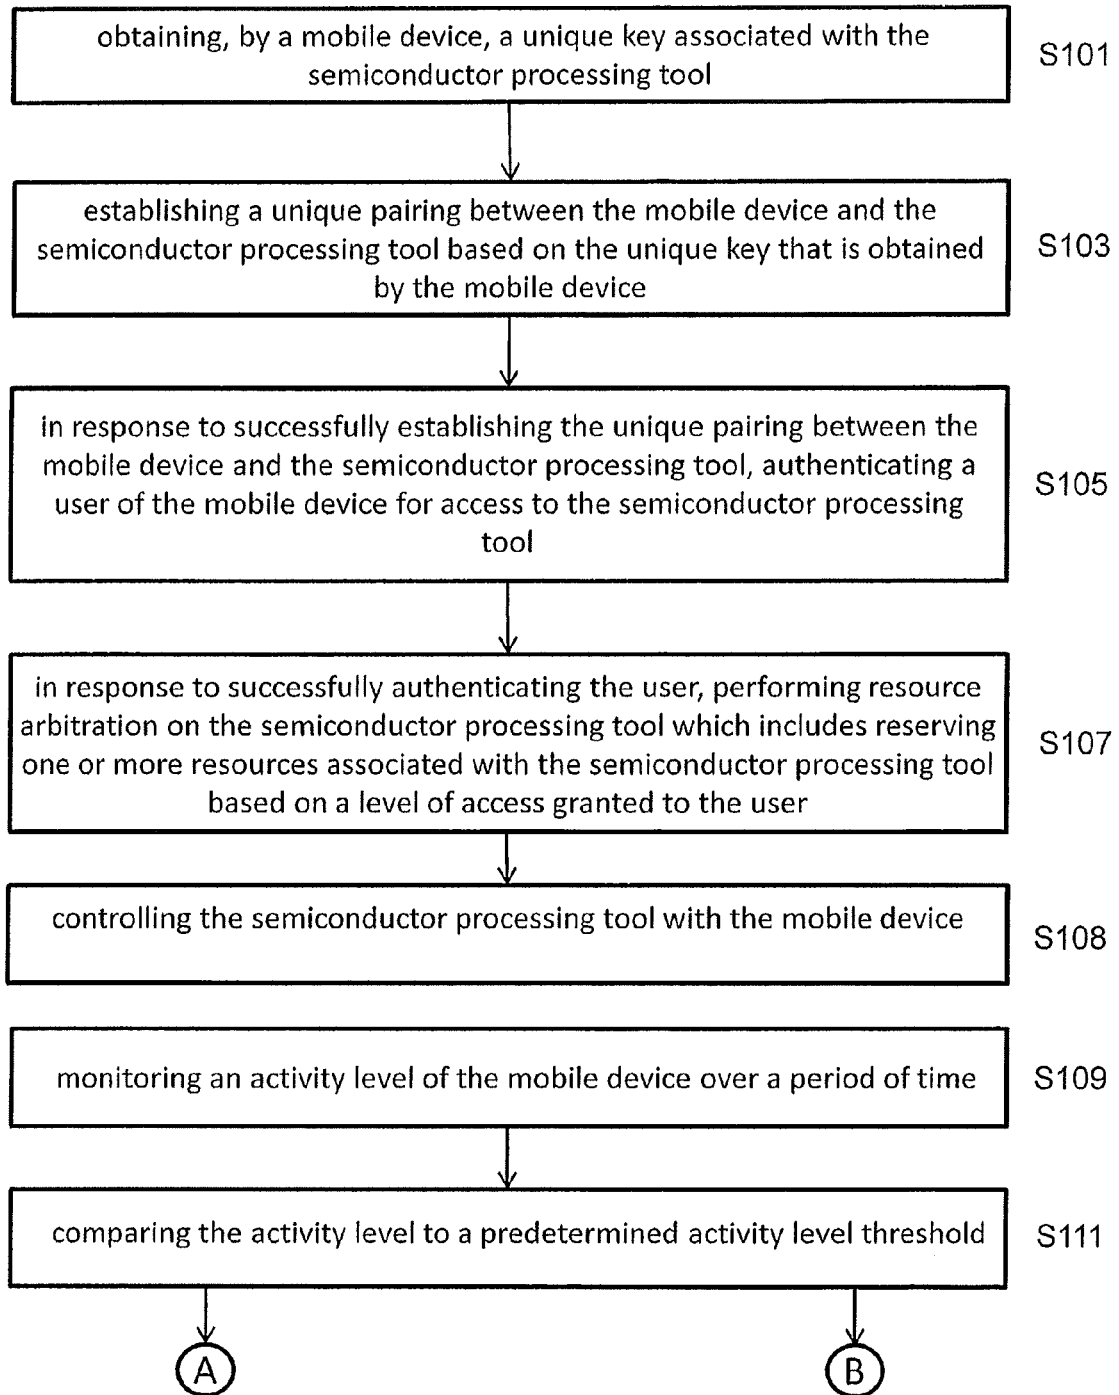 obtaining, by a mobile device, a unique key associated with the
semiconductor processing tool
S101
establishing a unique pairing between the mobile device and the
semiconductor processing tool based on the unique key that is obtained
by the mobile device
S103
in response to successfully establishing the unique pairing between the
mobile device and the semiconductor processing tool, authenticating a
user of the mobile device for access to the semiconductor processing
tool
S105
in response to successfully authenticating the user, performing resource
arbitration on the semiconductor processing tool which includes reserving
one or more resources associated with the semiconductor processing tool
based on a level of access granted to the user
S107
controlling the semiconductor processing tool with the mobile device
S108
monitoring an activity level of the mobile device over a period of time
S109
comparing the activity level to a predetermined activity level threshold
S111
A
B